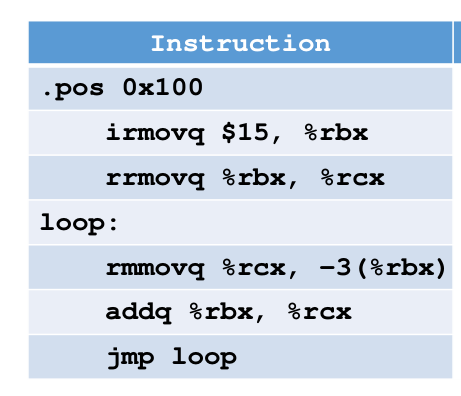 Instruction
.pos 0x100
irmovq $15, %rbx
rrmovq %rbx, %rcx
loop:
rmmovq %rcx, -3(%rbx)
addq %rbx, %rcx
jmp loop